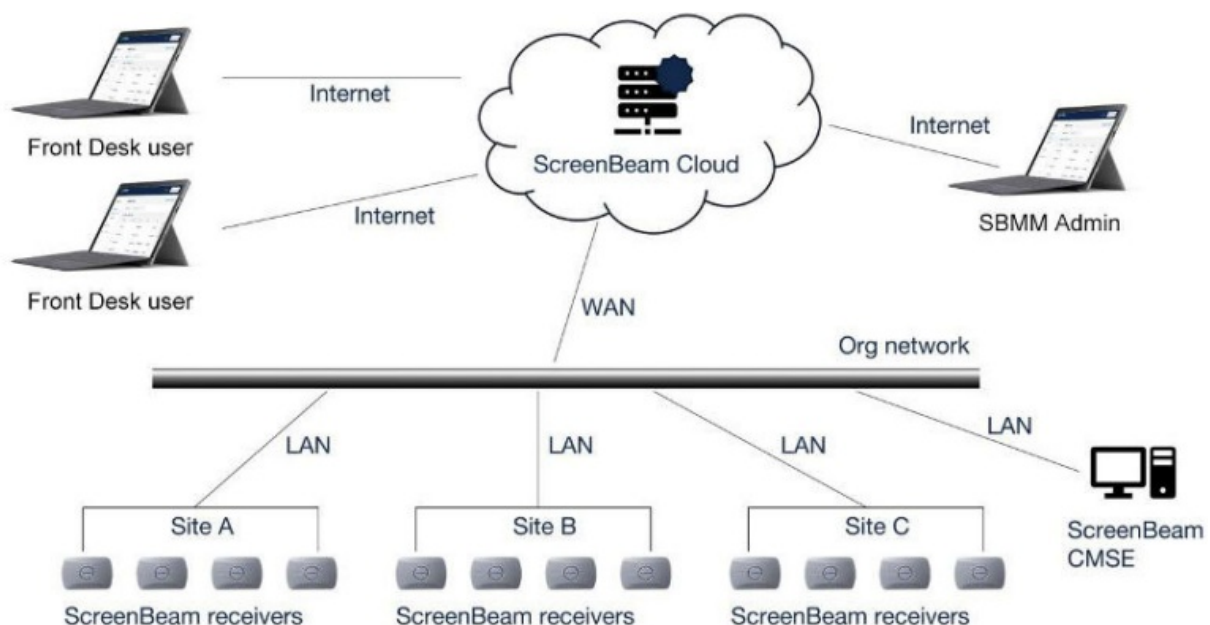 Internet
Front Desk user
Internet
Front Desk user
ScreenBeam Cloud
Internet
SBMM Admin
WAN
Org network
LAN
LAN
LAN
LAN
Site A
Site B
Site C
ScreenBeam receivers
ScreenBeam receivers
ScreenBeam receivers
ScreenBeam
CMSE